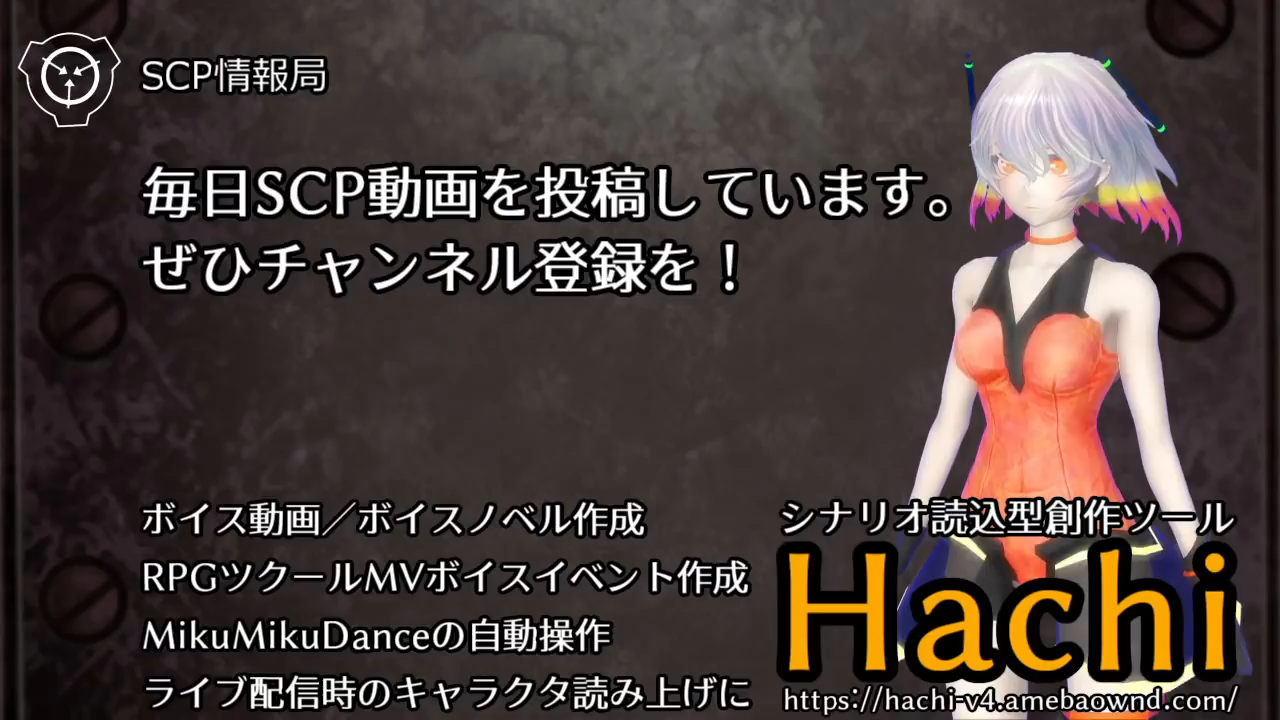 SCP情報局
毎日SCP動画を投稿しています。
ぜひチャンネル登録を！
ボイス動画／ボイスノベル作成
RPGツクールMVボイスイベント作成
MikuMikuDanceの自動操作
ライブ配信時のキャラクタ読み上げに
シナリオ読込型創作ツール
Hachi
https://hachi-v4.amebaownd.com/